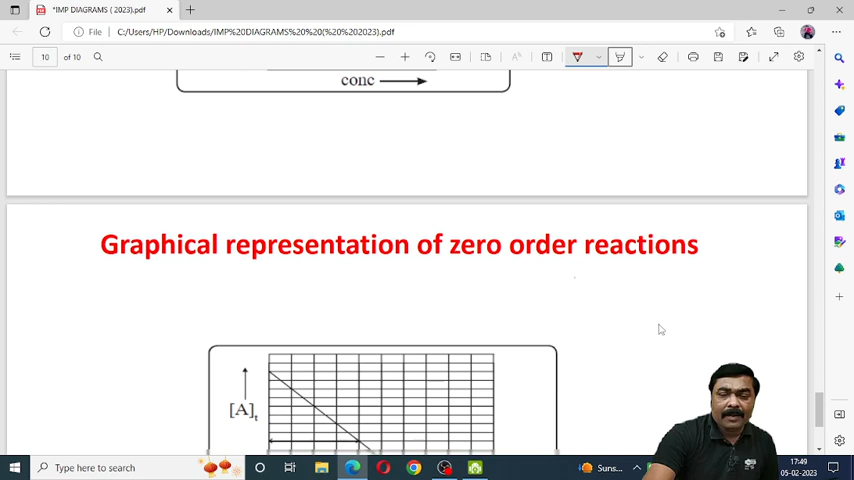 *IMP DIAGRAMS ( 2023).pdf
File
C:/Users/HP/Downloads/IMP%20DIAGRAMS%20%20(%20%202023).pdf
10
of 10
conc
Graphical representation of zero order reactions
[A]t
Type here to search
Suns...
17:49
05-02-2023